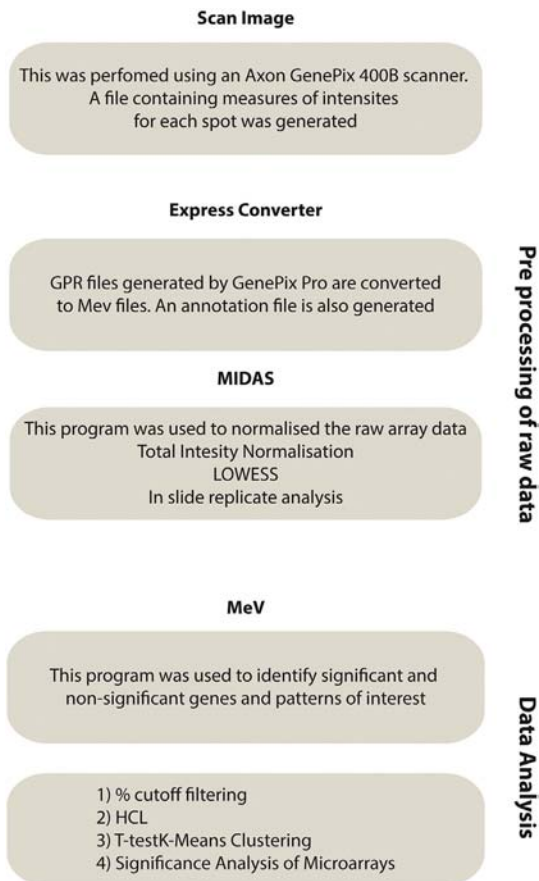 Scan Image
This was perfomed using an Axon GenePix 400B scanner.
A file containing measures of intensites
for each spot was generated
Express Converter
GPR files generated by GenePix Pro are converted
to Mev files. An annotation file is also generated
MIDAS
This program was used to normalised the raw array data
Total Intesity Normalisation
LOWESS
In slide replicate analysis
Pre processing of raw data
MeV
This program was used to identify significant and
non-significant genes and patterns of interest
1) % cutoff filtering
2) HCL
3) T-testK-Means Clustering
4) Significance Analysis of Microarrays
Data Analysis